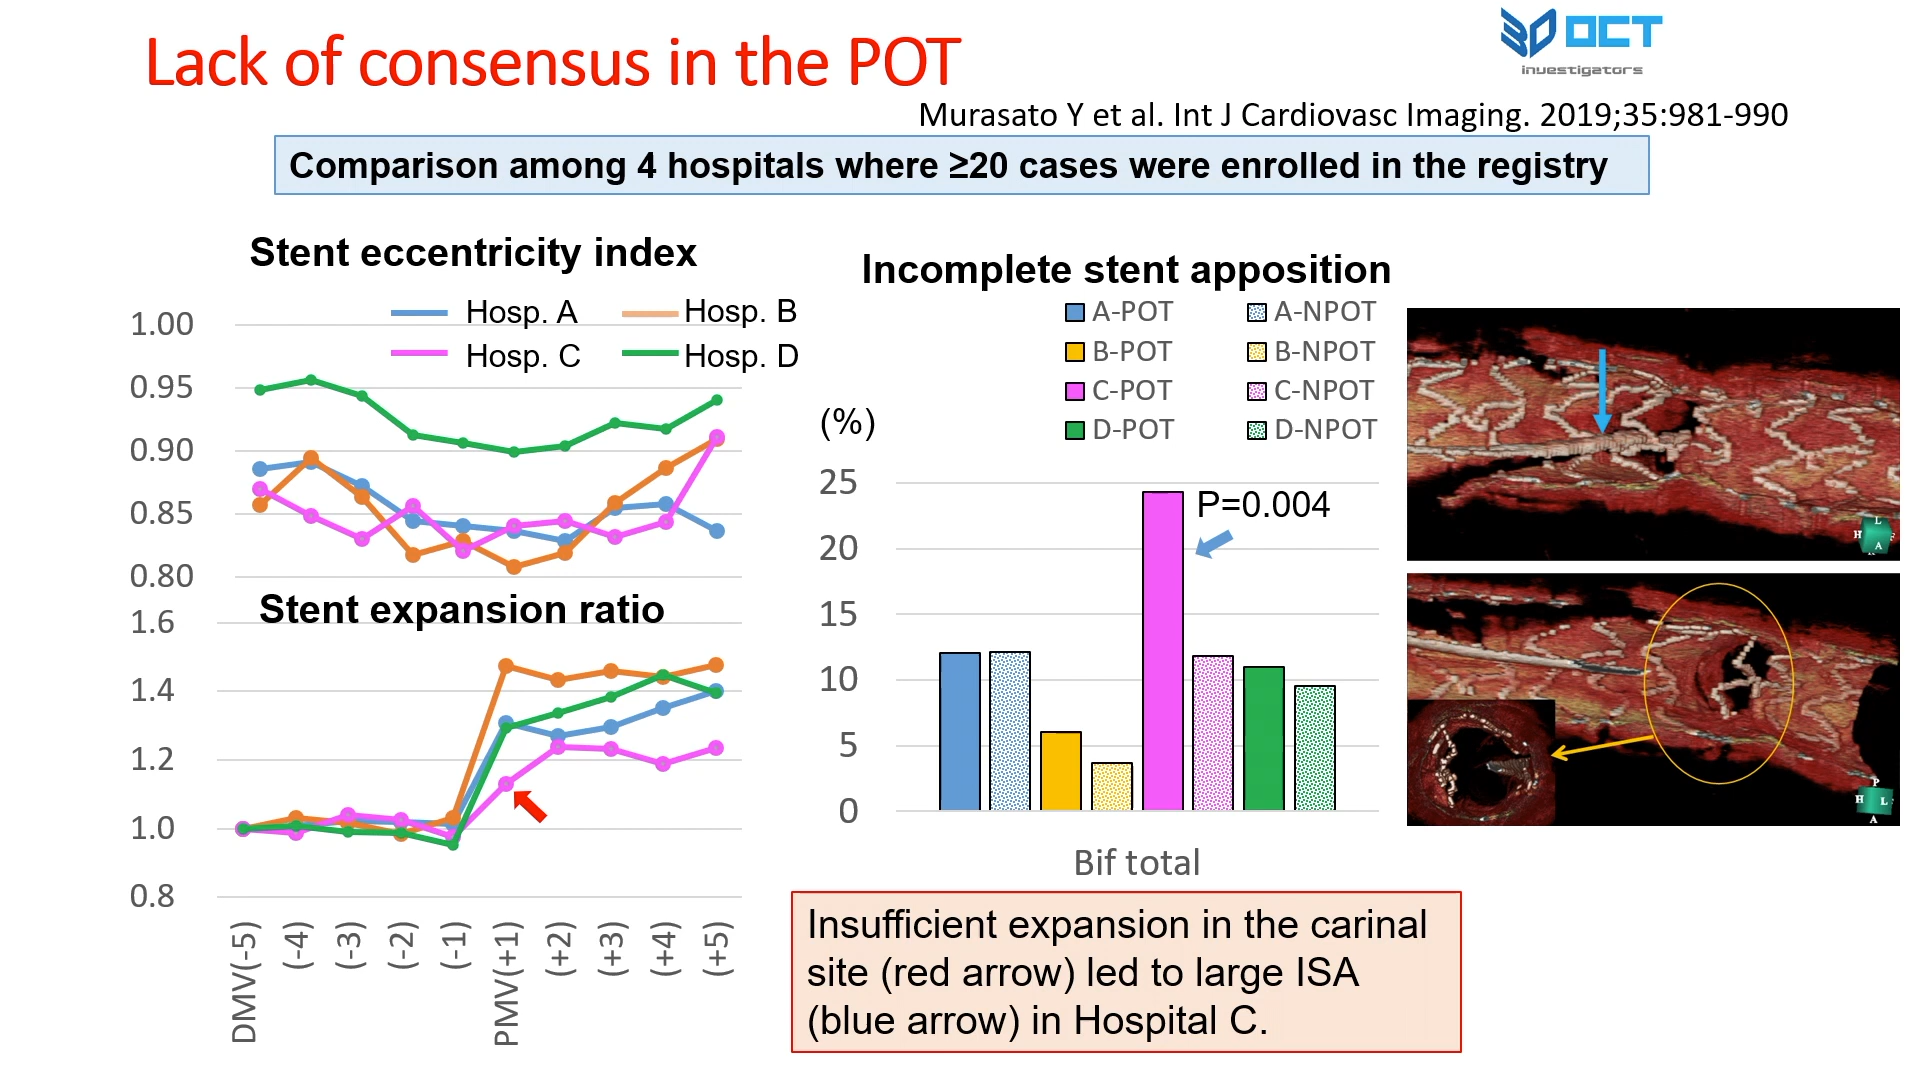 Lack of consensus in the POT
3D OCT
investigators
Murasato Y et al. Int J Cardiovasc Imaging. 2019;35:981-990
Comparison among 4 hospitals where ≥20 cases were enrolled in the registry
Stent eccentricity index
Hosp. A
Hosp. B
Hosp. C
Hosp. D
1.00
0.95
0.90
0.85
0.80
Stent expansion ratio
1.6
1.4
1.2
1.0
0.8
DMV(-5)
(-4)
(-3)
(-2)
(-1)
PMV(+1)
(+2)
(+3)
(+4)
(+5)
Incomplete stent apposition
A-POT
A-NPOT
B-POT
B-NPOT
C-POT
C-NPOT
D-POT
D-NPOT
(%)
25
20
15
10
5
0
P=0.004
Bif total
L
H
A
P
H L
A
Insufficient expansion in the carinal
site (red arrow) led to large ISA
(blue arrow) in Hospital C.